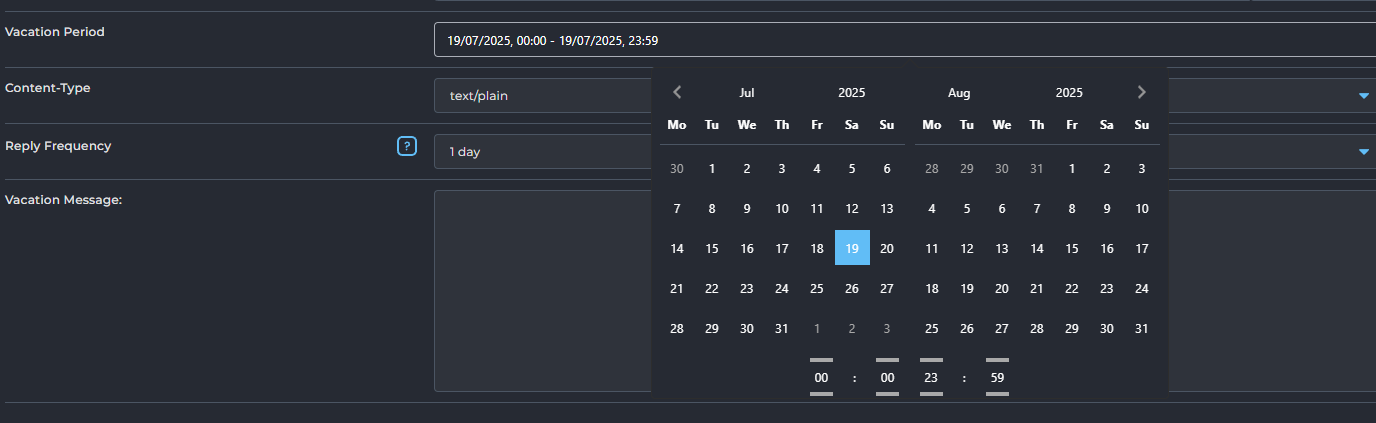 Vacation Period
19/07/2025, 00:00 - 19/07/2025, 23:59
Content-Type
text/plain
Reply Frequency
?
1 day
Vacation Message:
Jul 2025 Aug 2025
Mo Tu We Th Fr Sa Su Mo Tu We Th Fr Sa Su
30 1 2 3 4 5 6 28 29 30 31 1 2 3
7 8 9 10 11 12 13 4 5 6 7 8 9 10
14 15 16 17 18 19 20 11 12 13 14 15 16 17
21 22 23 24 25 26 27 18 19 20 21 22 23 24
28 29 30 31 1 2 3 25 26 27 28 29 30 31
00 : 00 23 : 59